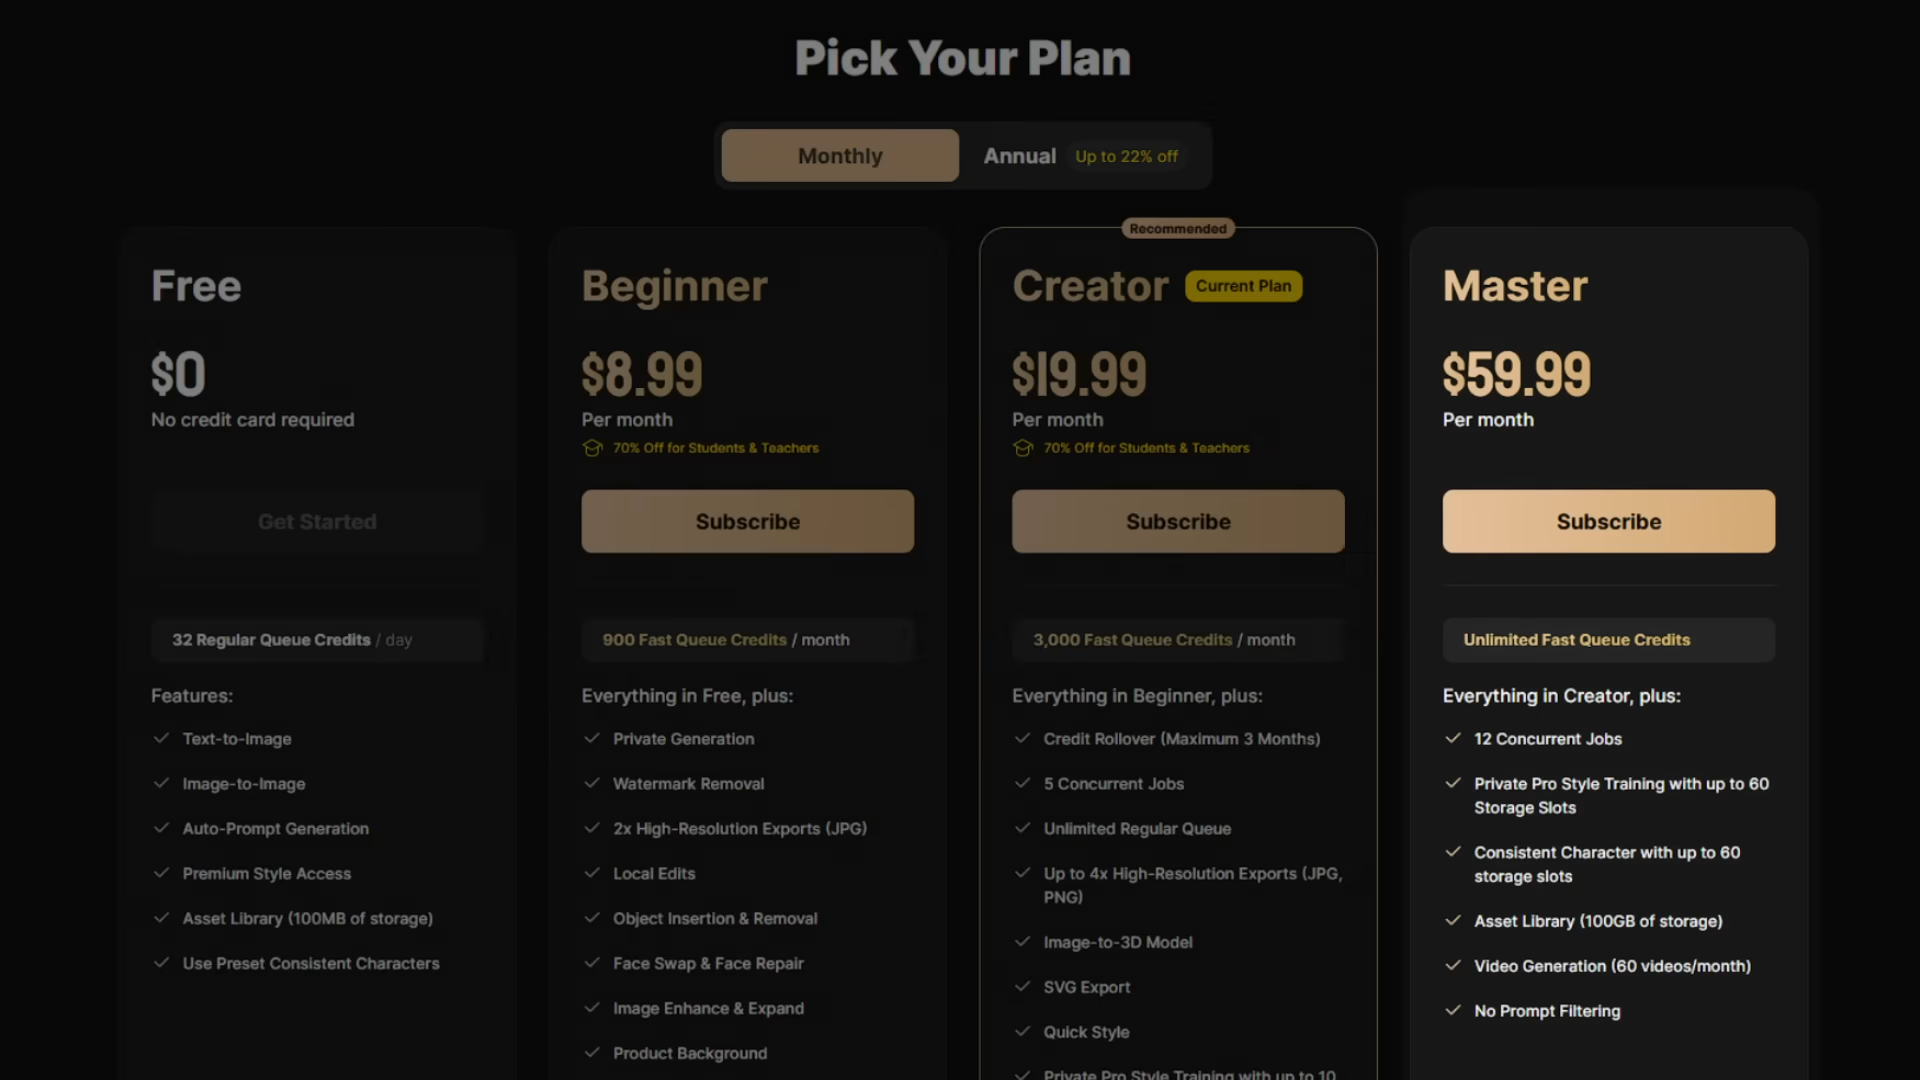 Pick Your Plan
Monthly
Annual Up to 22% off
Free
$0
No credit card required
Get Started
32 Regular Queue Credits / day
Features:
Text-to-Image
Image-to-Image
Auto-Prompt Generation
Premium Style Access
Asset Library (100MB of storage)
Use Preset Consistent Characters
Beginner
$8.99
Per month
70% Off for Students & Teachers
Subscribe
900 Fast Queue Credits / month
Everything in Free, plus:
Private Generation
Watermark Removal
2x High-Resolution Exports (JPG)
Local Edits
Object Insertion & Removal
Face Swap & Face Repair
Image Enhance & Expand
Product Background
Recommended
Creator Current Plan
$19.99
Per month
70% Off for Students & Teachers
Subscribe
3,000 Fast Queue Credits / month
Everything in Beginner, plus:
Credit Rollover (Maximum 3 Months)
5 Concurrent Jobs
Unlimited Regular Queue
Up to 4x High-Resolution Exports (JPG,
PNG)
Image-to-3D Model
SVG Export
Quick Style
Private Pro Style Training with up to 10
Master
$59.99
Per month
Subscribe
Unlimited Fast Queue Credits
Everything in Creator, plus:
12 Concurrent Jobs
Private Pro Style Training with up to 60
Storage Slots
Consistent Character with up to 60
storage slots
Asset Library (100GB of storage)
Video Generation (60 videos/month)
No Prompt Filtering